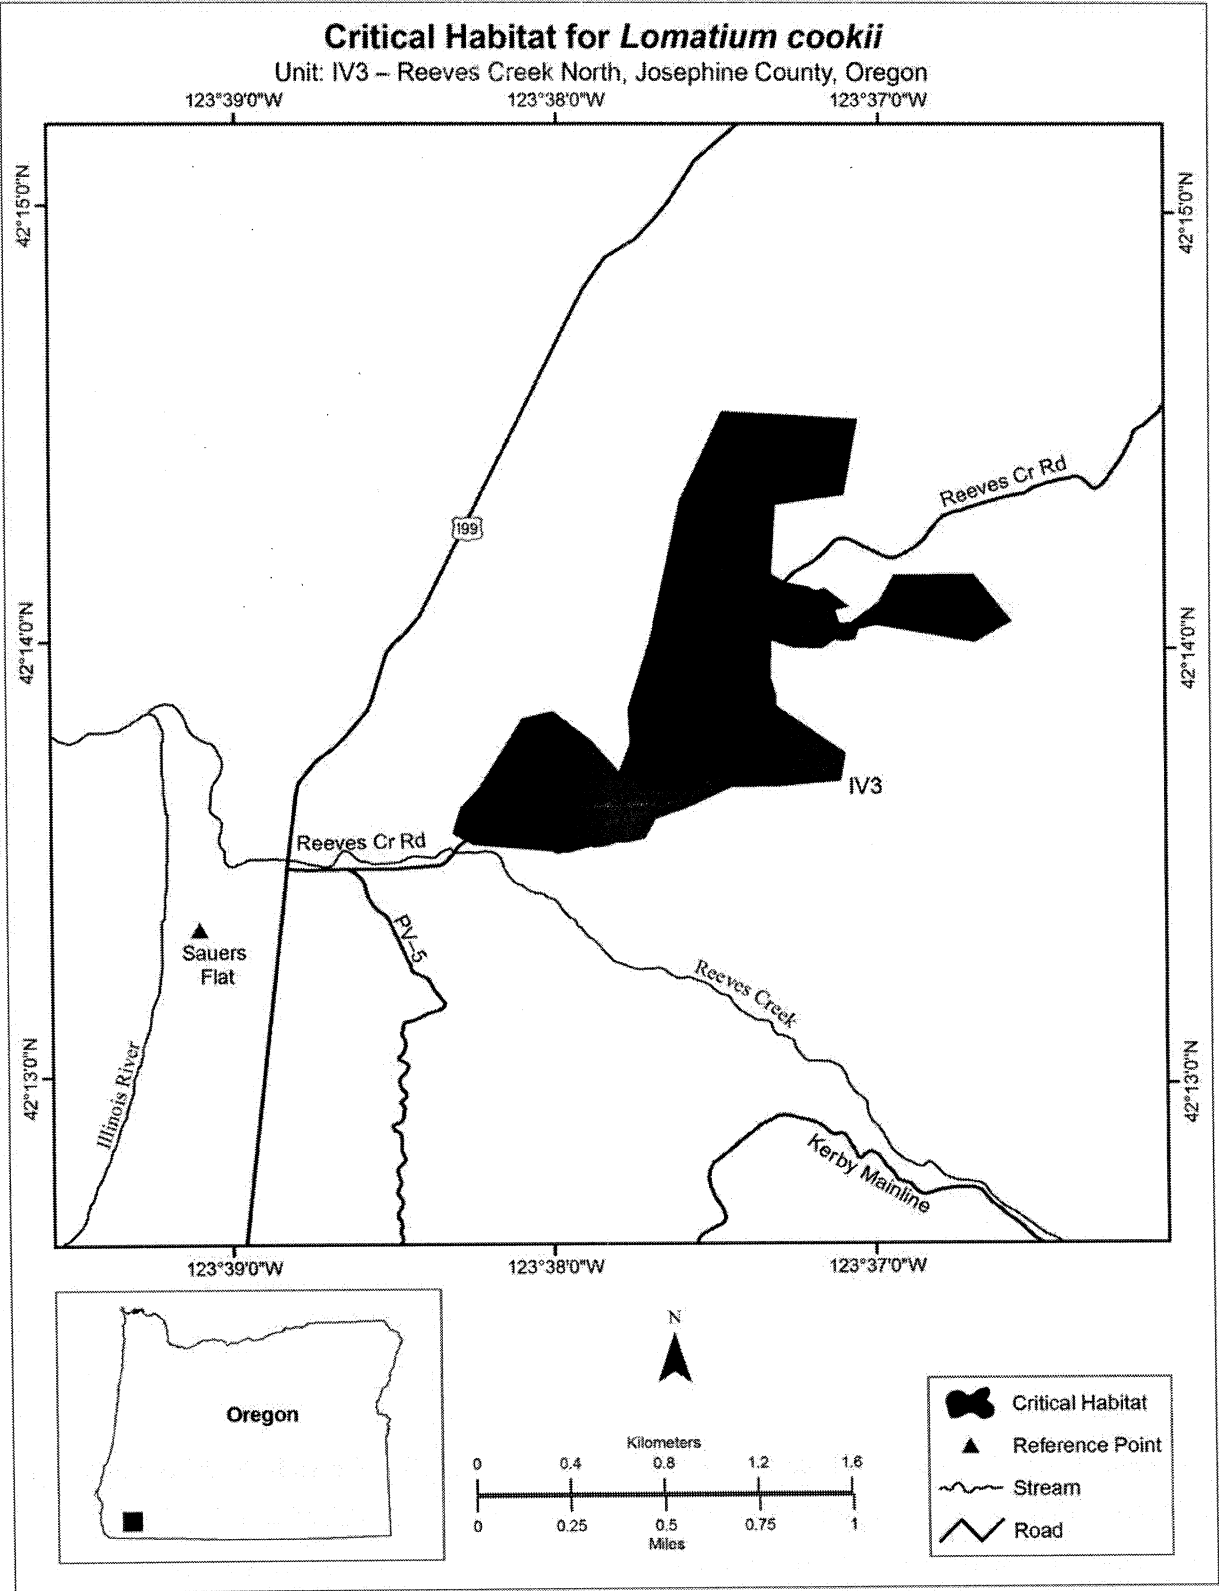 Critical Habitat for Lomatium cookii
Unit: IV3 – Reeves Creek North, Josephine County, Oregon
123°39'0"W 123°38'0"W 123°37'0"W
42°15'0"N
42°15'0"N
Reeves Cr Rd
199
42°14'0"N
42°14'0"N
IV3
Reeves Cr Rd
PV–5
Sauers
Flat
Reeves Creek
42°13'0"N
42°13'0"N
Illinois River
Kerby Mainline
123°39'0"W 123°38'0"W 123°37'0"W
N
Oregon
Kilometers
0 0.4 0.8 1.2 1.6
0 0.25 0.5 0.75 1
Miles
Critical Habitat
Reference Point
Stream
Road